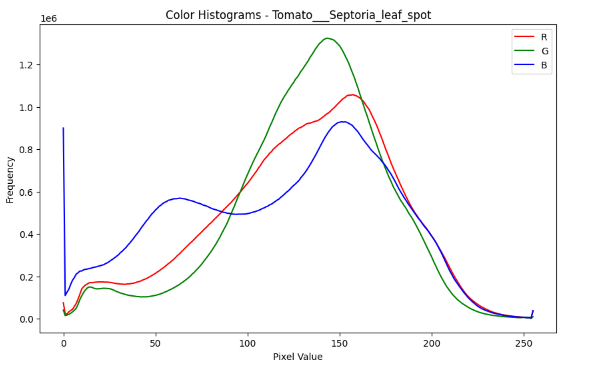 Color Histograms - Tomato___Septoria_leaf_spot
1e6
R
G
B
1.2
1.0
0.8
0.6
0.4
0.2
0.0
Frequency
0 50 100 150 200 250
Pixel Value